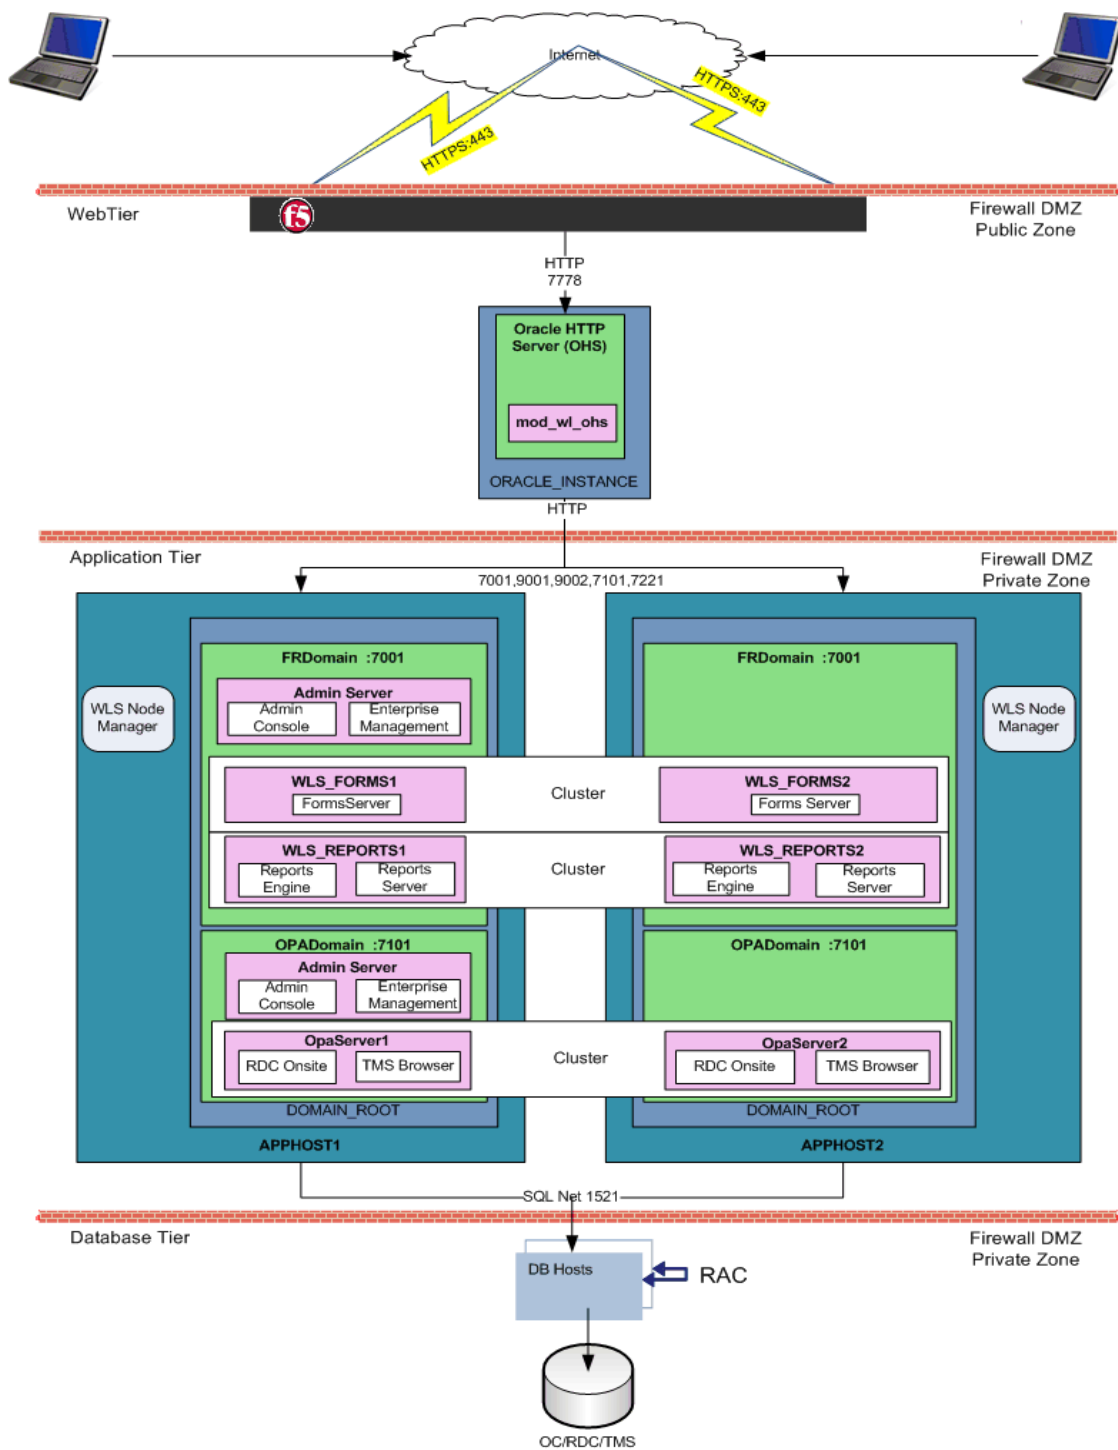 Internet
HTTPS:443
HTTPS:443
WebTier
f5
Firewall DMZ
Public Zone
HTTP
7778
Oracle HTTP
Server (OHS)
mod_wl_ohs
ORACLE_INSTANCE
HTTP
Application Tier
Firewall DMZ
Private Zone
7001,9001,9002,7101,7221
FRDomain :7001
FRDomain :7001
Admin Server
Admin
Console
Enterprise
Management
WLS Node
Manager
WLS Node
Manager
WLS_FORMS1
FormsServer
Cluster
WLS_FORMS2
Forms Server
WLS_REPORTS1
Reports
Engine
Reports
Server
Cluster
WLS_REPORTS2
Reports
Engine
Reports
Server
OPADomain :7101
OPADomain :7101
Admin Server
Admin
Console
Enterprise
Management
OpaServer1
RDC Onsite
TMS Browser
Cluster
OpaServer2
RDC Onsite
TMS Browser
DOMAIN_ROOT
DOMAIN_ROOT
APPHOST1
APPHOST2
SQL Net 1521
Database Tier
Firewall DMZ
Private Zone
DB Hosts
RAC
OC/RDC/TMS